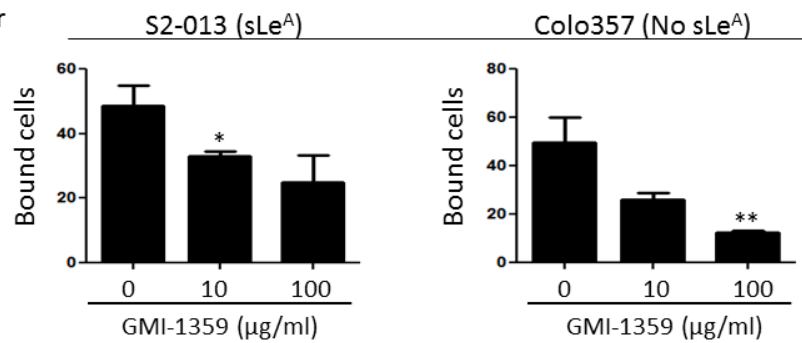 r
S2-013 (sLeᴬ)
Bound cells
60
40
20
0
*
0 10 100
GMI-1359 (μg/ml)
Colo357 (No sLeᴬ)
Bound cells
80
60
40
20
0
**
0 10 100
GMI-1359 (μg/ml)